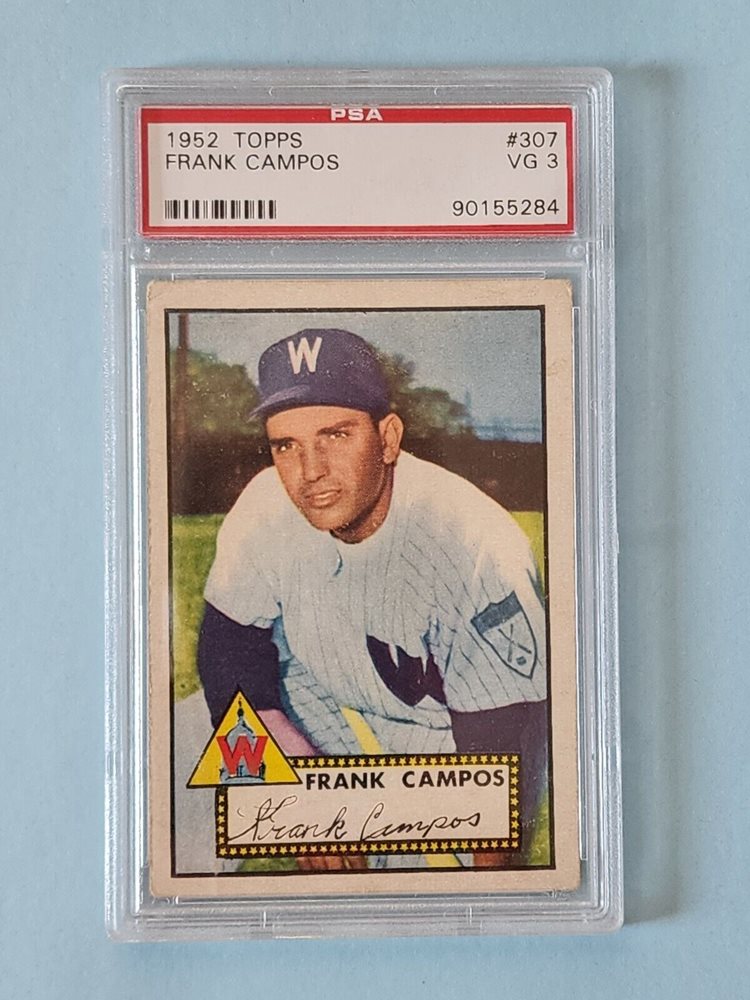 PSA
1952 TOPPS #307
FRANK CAMPOS VG 3
90155284
W
W
FRANK CAMPOS
Frank Campos